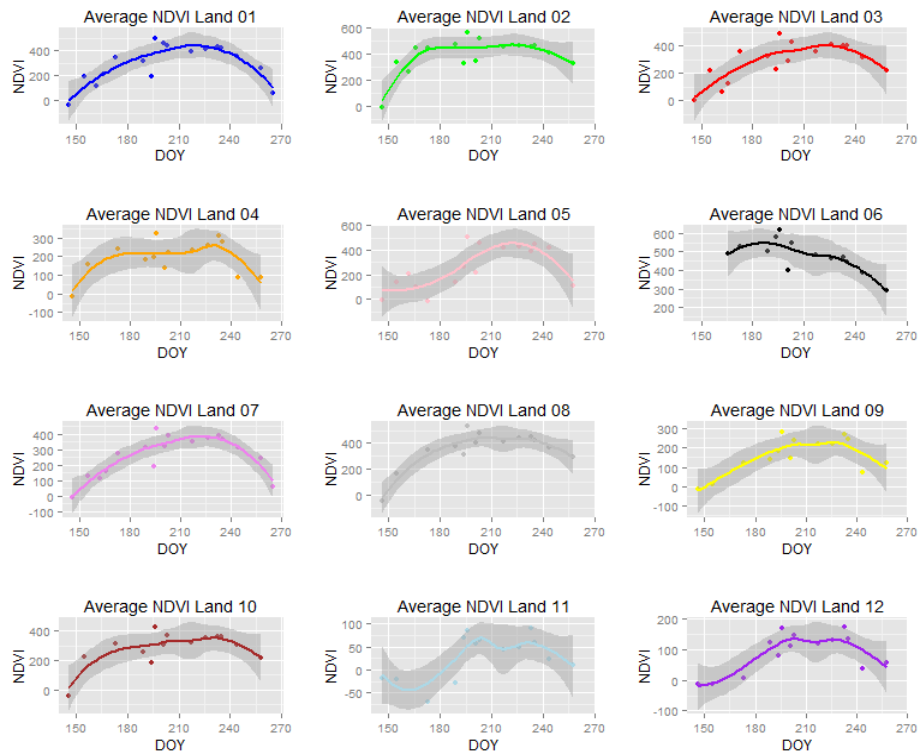 Average NDVI Land 01
NDVI
400
200
0
150 180 210 240 270
DOY
Average NDVI Land 02
NDVI
600
400
200
0
150 180 210 240 270
DOY
Average NDVI Land 03
NDVI
400
200
0
150 180 210 240 270
DOY
Average NDVI Land 04
NDVI
300
200
100
0
-100
150 180 210 240 270
DOY
Average NDVI Land 05
NDVI
600
400
200
0
150 180 210 240 270
DOY
Average NDVI Land 06
NDVI
600
500
400
300
150 180 210 240 270
DOY
Average NDVI Land 07
NDVI
400
300
200
100
0
-100
150 180 210 240 270
DOY
Average NDVI Land 08
NDVI
400
200
0
150 180 210 240 270
DOY
Average NDVI Land 09
NDVI
300
200
100
0
-100
150 180 210 240 270
DOY
Average NDVI Land 10
NDVI
400
200
0
150 180 210 240 270
DOY
Average NDVI Land 11
NDVI
100
50
0
-50
150 180 210 240 270
DOY
Average NDVI Land 12
NDVI
200
100
0
-100
150 180 210 240 270
DOY